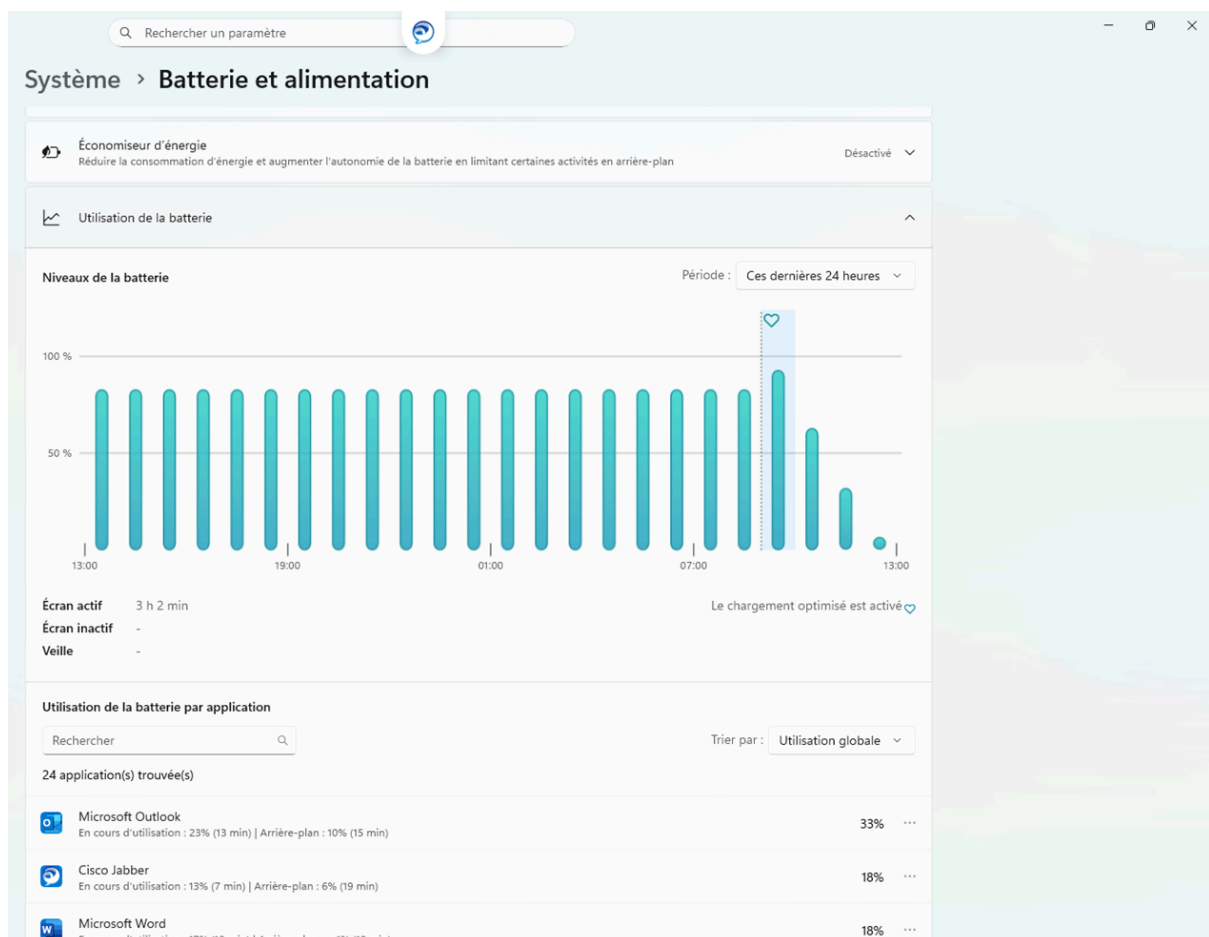 Rechercher un paramètre
Système > Batterie et alimentation
Économiseur d'énergie
Réduire la consommation d'énergie et augmenter l'autonomie de la batterie en limitant certaines activités en arrière-plan
Désactivé
Utilisation de la batterie
Niveaux de la batterie
Période : Ces dernières 24 heures
100 %
50 %
13:00 19:00 01:00 07:00 13:00
Écran actif 3 h 2 min
Le chargement optimisé est activé
Écran inactif -
Veille -
Utilisation de la batterie par application
Rechercher
Trier par : Utilisation globale
24 application(s) trouvée(s)
Microsoft Outlook
En cours d'utilisation : 23% (13 min) | Arrière-plan : 10% (15 min)
33%
Cisco Jabber
En cours d'utilisation : 13% (7 min) | Arrière-plan : 6% (19 min)
18%
Microsoft Word
18%